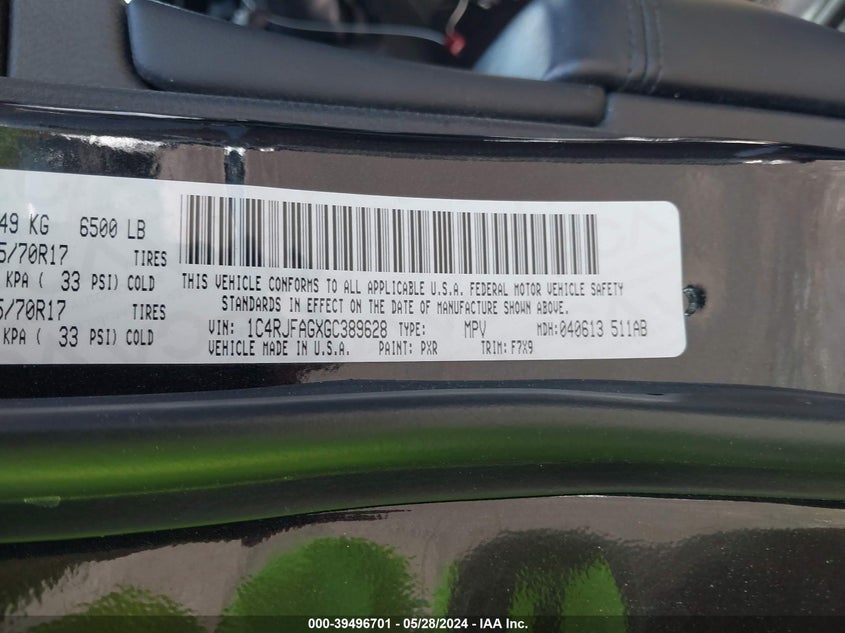 49 KG 6500 LB
5/70R17 TIRES
KPA ( 33 PSI) COLD
5/70R17 TIRES
KPA ( 33 PSI) COLD
THIS VEHICLE CONFORMS TO ALL APPLICABLE U.S.A. FEDERAL MOTOR VEHICLE SAFETY
STANDARDS IN EFFECT ON THE DATE OF MANUFACTURE SHOWN ABOVE.
VIN: 1C4RJFAGXGC389628 TYPE: MPV MDH:040613 511AB
VEHICLE MADE IN U.S.A. PAINT: PXR TRIM: F7X9
000-39496701 / 05/28/2024 - IAA Inc.